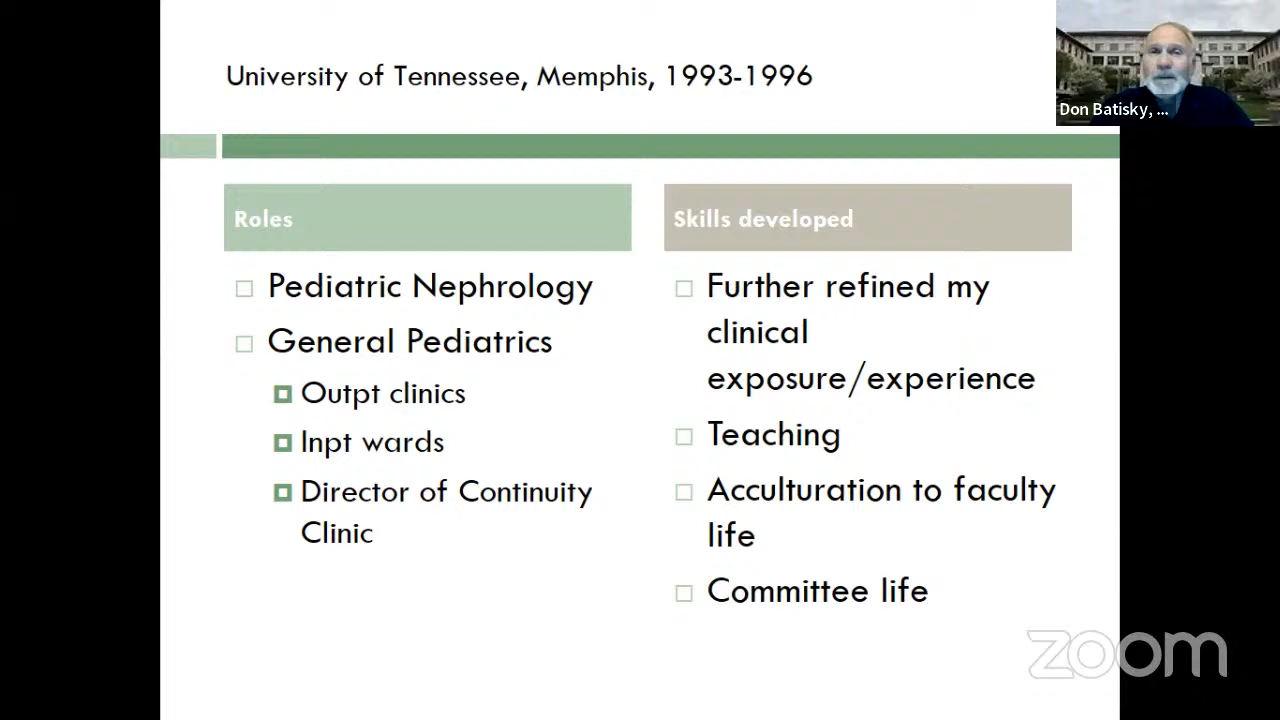 University of Tennessee, Memphis, 1993-1996
Don Batisky, ...
Roles
Pediatric Nephrology
General Pediatrics
Outpt clinics
Inpt wards
Director of Continuity
Clinic
Skills developed
Further refined my
clinical
exposure/experience
Teaching
Acculturation to faculty
life
Committee life
zoom